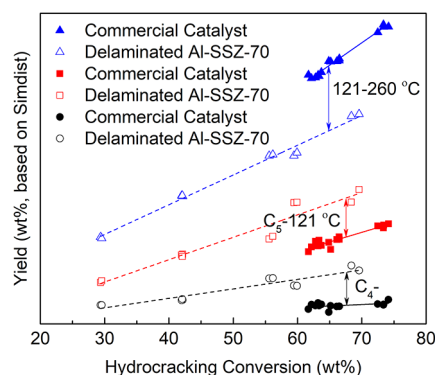 Commercial Catalyst
Delaminated Al-SSZ-70
Commercial Catalyst
Delaminated Al-SSZ-70
Commercial Catalyst
Delaminated Al-SSZ-70
121-260 °C
C₅-121 °C
C₄-
Yield (wt%, based on Simdist)
20 30 40 50 60 70 80
Hydrocracking Conversion (wt%)